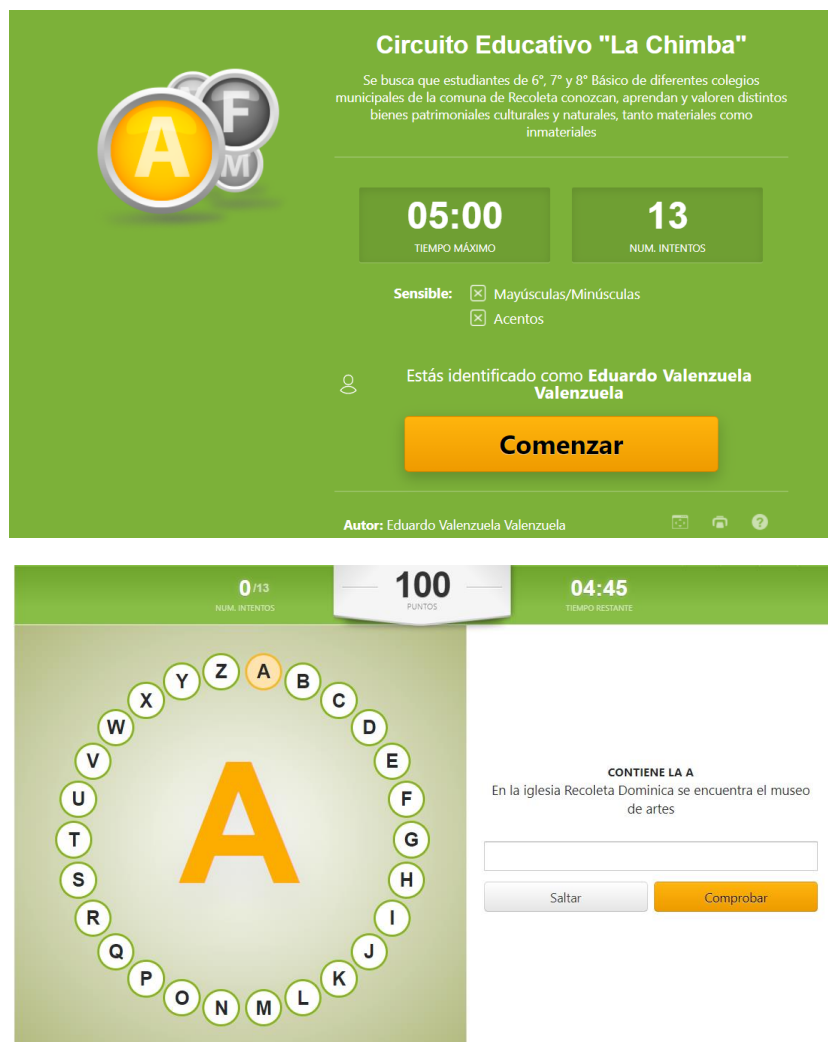 Circuito Educativo "La Chimba"
Se busca que estudiantes de 6°, 7° y 8° Básico de diferentes colegios
municipales de la comuna de Recoleta conozcan, aprendan y valoren distintos
bienes patrimoniales culturales y naturales, tanto materiales como
inmateriales
A
F
M
05:00
TIEMPO MÁXIMO
13
NUM. INTENTOS
Sensible:
Mayúsculas/Minúsculas
Acentos
Estás identificado como Eduardo Valenzuela
Valenzuela
Comenzar
Autor: Eduardo Valenzuela Valenzuela
0/13
NUM. INTENTOS
100
PUNTOS
04:45
TIEMPO RESTANTE
A
B
C
D
E
F
G
H
I
J
K
L
M
N
O
P
Q
R
S
T
U
V
W
X
Y
Z
A
CONTIENE LA A
En la iglesia Recoleta Dominica se encuentra el museo
de artes
Saltar
Comprobar